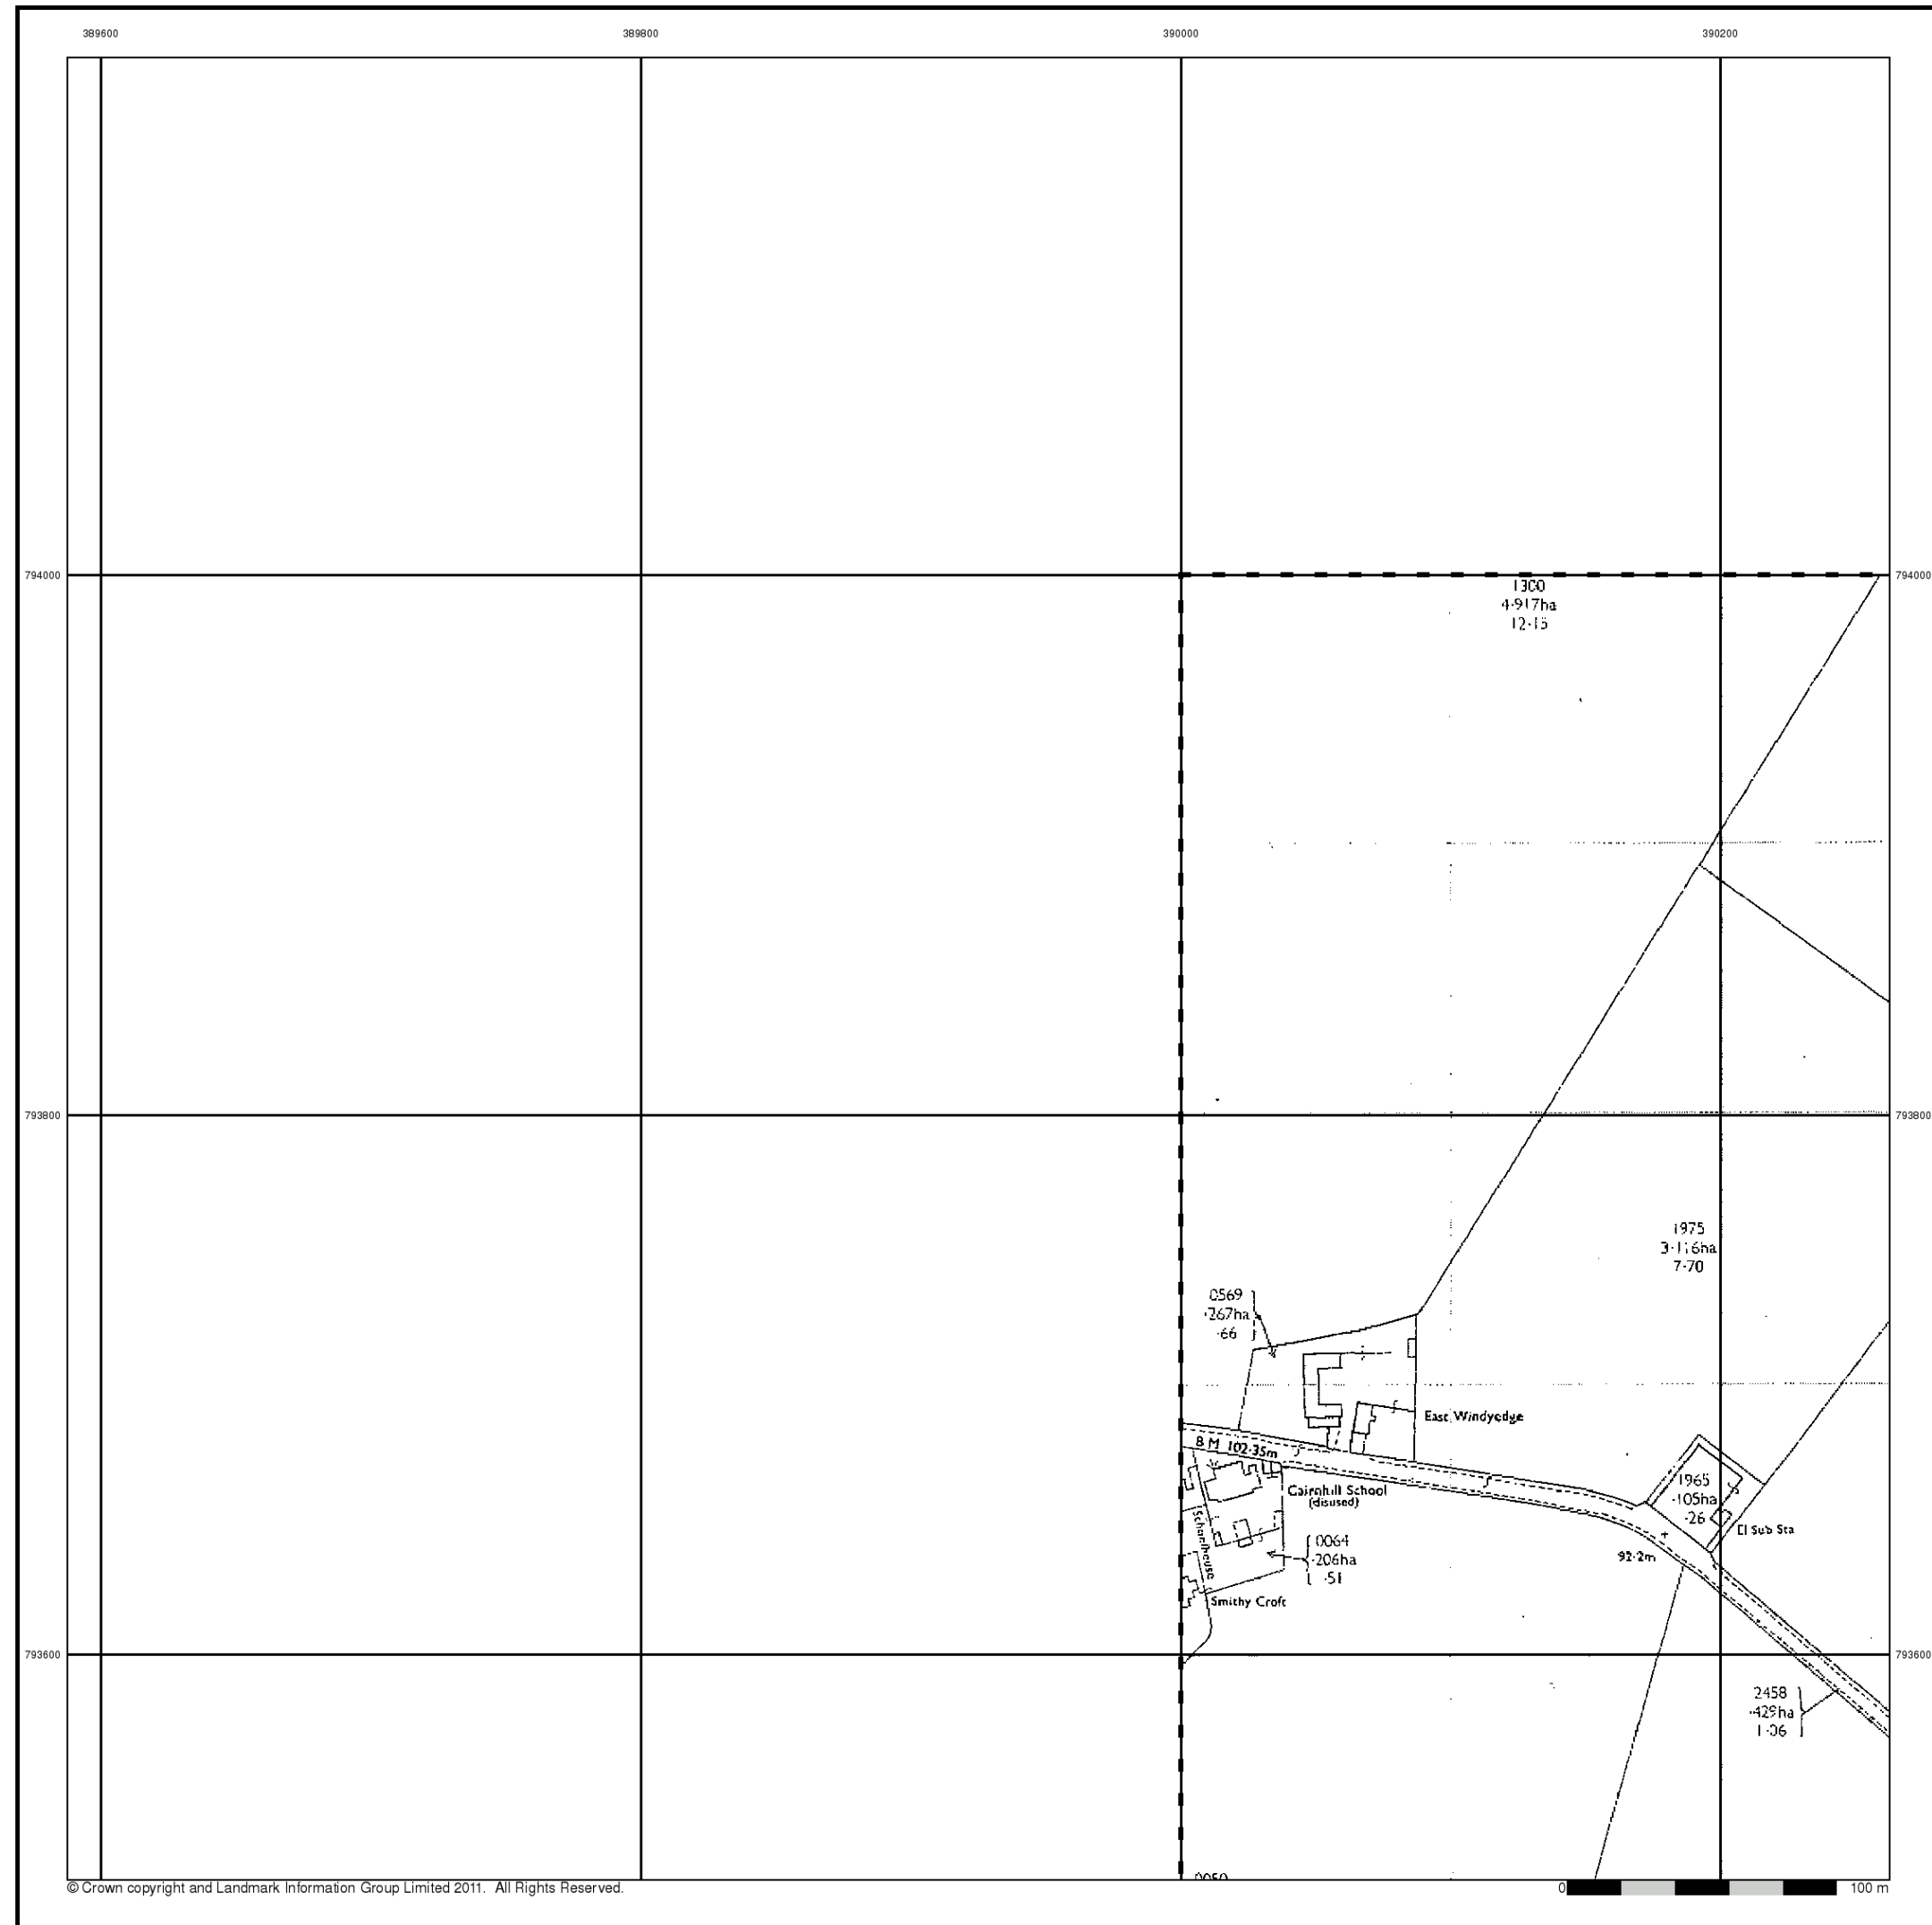 389600
389800
390000
390200
794000
794000
1300
4·917ha
12·15
793800
793800
1975
3·116ha
7·70
0569
·267ha
·66
East Windyedge
B M 102·35m
Cairnhill School
(disused)
1965
·105ha
·26
El Sub Sta
Schoolhouse
0064
·206ha
·51
92·2m
Smithy Croft
793600
793600
2458
·429ha
1·06
© Crown copyright and Landmark Information Group Limited 2011. All Rights Reserved.
0
100 m